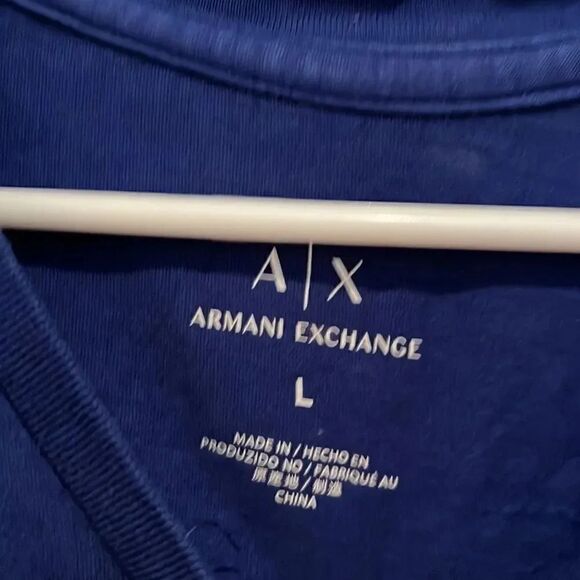 A|X
ARMANI EXCHANGE
L
MADE IN / HECHO EN
PRODUZIDO NO / FABRIQUÉ AU
原產地 / 制造
CHINA